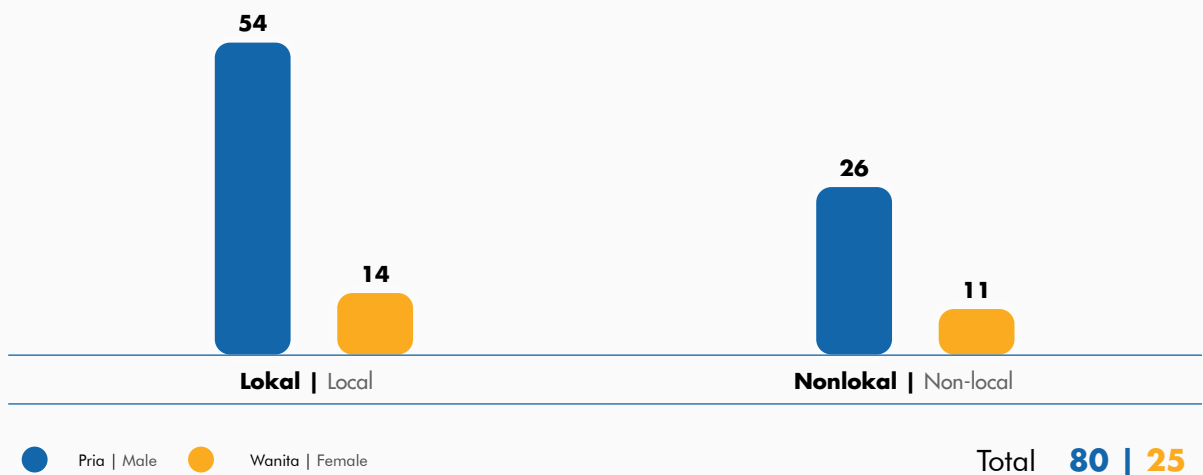 54
14
26
11
Lokal | Local
Nonlokal | Non-local
Pria | Male
Wanita | Female
Total 80 | 25